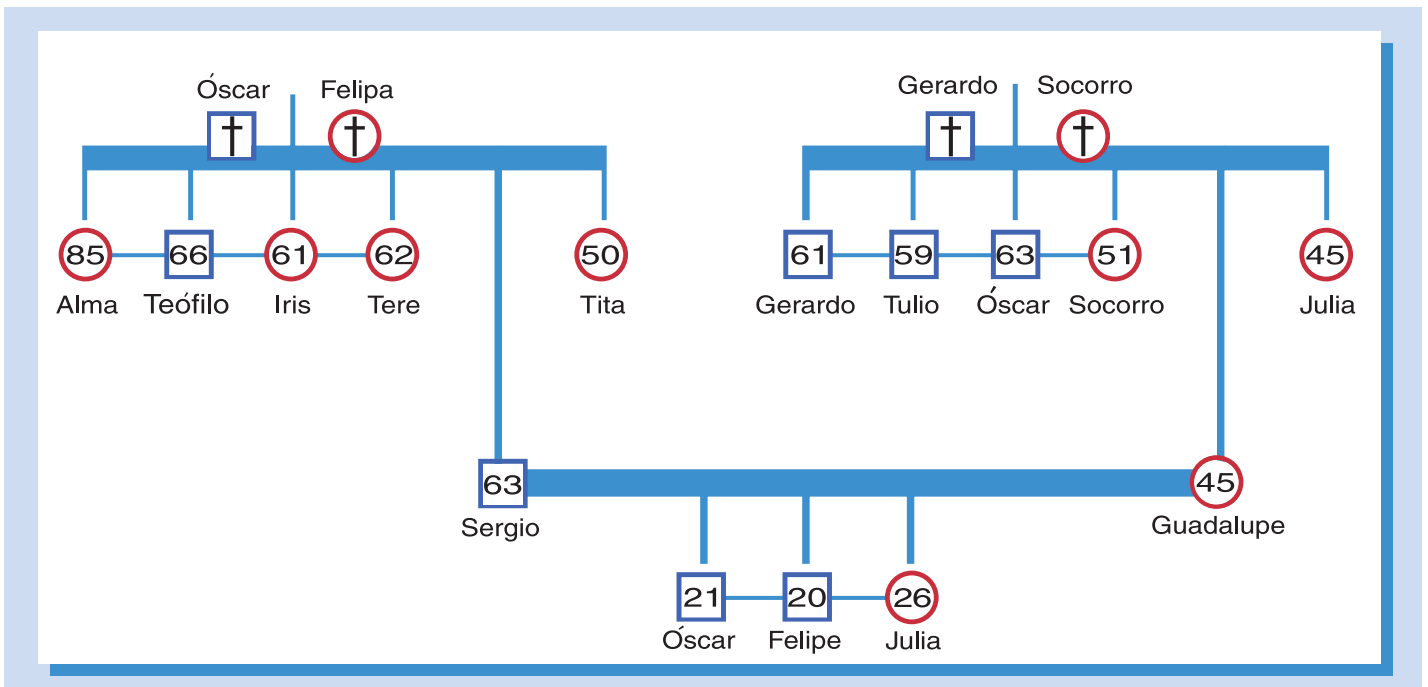 Óscar Felipa Gerardo Socorro
85 66 61 62 50 61 59 63 51 45
Alma Teófilo Iris Tere Tita Gerardo Tulio Óscar Socorro Julia
63 45
Sergio Guadalupe
21 20 26
Óscar Felipe Julia